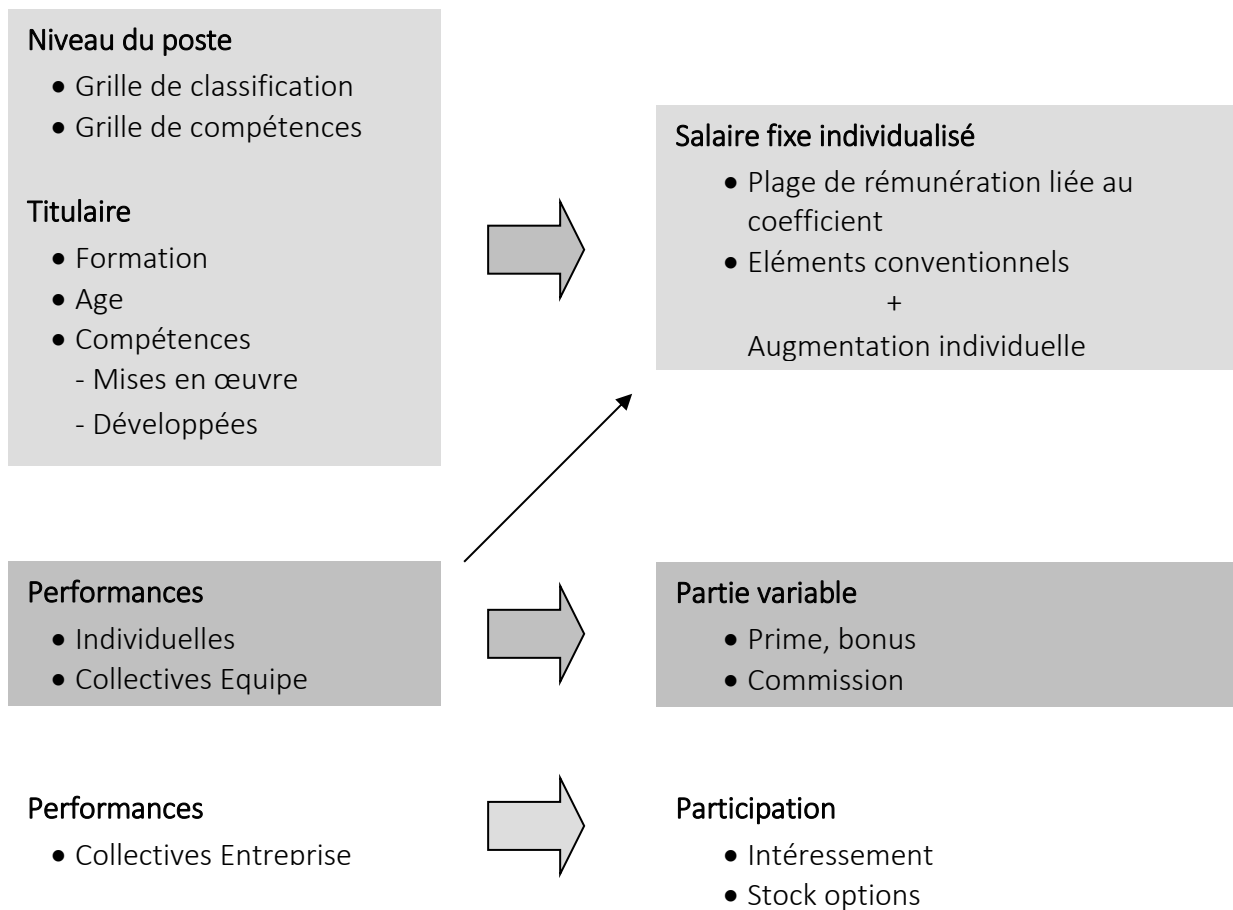 Niveau du poste
• Grille de classification
• Grille de compétences
Titulaire
• Formation
• Age
• Compétences
- Mises en œuvre
- Développées
Salaire fixe individualisé
• Plage de rémunération liée au
coefficient
• Eléments conventionnels
+
Augmentation individuelle
Performances
• Individuelles
• Collectives Equipe
Partie variable
• Prime, bonus
• Commission
Performances
• Collectives Entreprise
Participation
• Intéressement
• Stock options